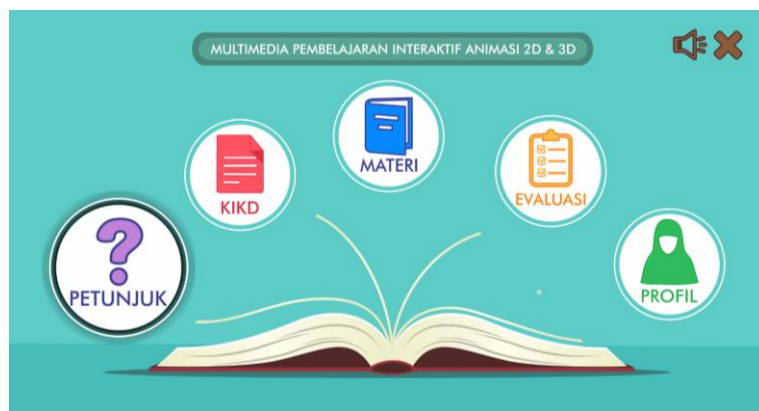 MULTIMEDIA PEMBELAJARAN INTERAKTIF ANIMASI 2D & 3D
PETUNJUK
KIKD
MATERI
EVALUASI
PROFIL